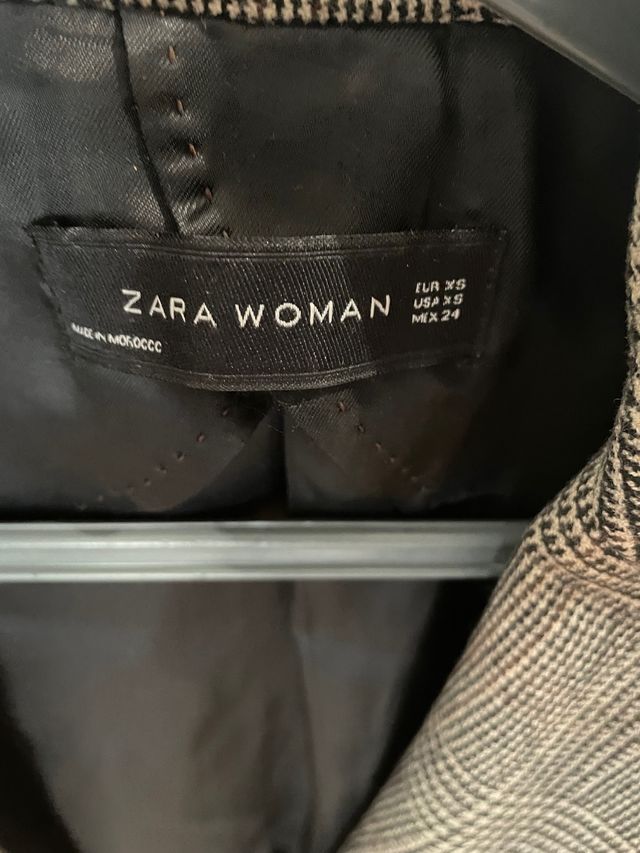 ZARA WOMAN
EUR XS
USA XS
MEX 24
MADE IN MOROCCO